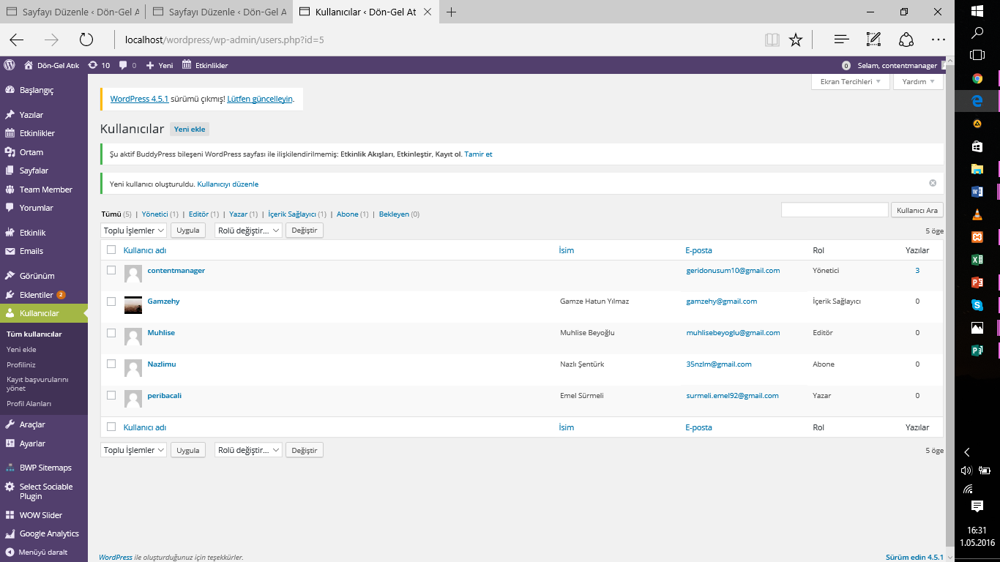 Sayfayı Düzenle ‹ Dön-Gel A
Sayfayı Düzenle ‹ Dön-Gel A
Kullanıcılar ‹ Dön-Gel At
localhost/wordpress/wp-admin/users.php?id=5
Dön-Gel Atık 10 0 Yeni Etkinlikler 0 Selam, contentmanager
Başlangıç
Yazılar
Etkinlikler
Ortam
Sayfalar
Team Member
Yorumlar
Etkinlik
Emails
Görünüm
Eklentiler 2
Kullanıcılar
Tüm kullanıcılar
Yeni ekle
Profiliniz
Kayıt başvurularını
yönet
Profil Alanları
Araçlar
Ayarlar
BWP Sitemaps
Select Sociable
Plugin
WOW Slider
Google Analytics
Menüyü daralt
Ekran Tercihleri Yardım
WordPress 4.5.1 sürümü çıkmış! Lütfen güncelleyin.
Kullanıcılar Yeni ekle
Şu aktif BuddyPress bileşeni WordPress sayfası ile ilişkilendirilmemiş: Etkinlik Akışları, Etkinleştir, Kayıt ol. Tamir et
Yeni kullanıcı oluşturuldu. Kullanıcıyı düzenle
Tümü (5) | Yönetici (1) | Editör (1) | Yazar (1) | İçerik Sağlayıcı (1) | Abone (1) | Bekleyen (0)
Kullanıcı Ara
Toplu İşlemler Uygula Rolü değiştir... Değiştir 5 öge
Kullanıcı adı İsim E-posta Rol Yazılar
contentmanager geridonusum10@gmail.com Yönetici 3
Gamzehy Gamze Hatun Yılmaz gamzehy@gmail.com İçerik Sağlayıcı 0
Muhlise Muhlise Beyoğlu muhlisebeyoglu@gmail.com Editör 0
Nazlimu Nazlı Şentürk 35nzlm@gmail.com Abone 0
peribacali Emel Sürmeli surmeli.emel92@gmail.com Yazar 0
Kullanıcı adı İsim E-posta Rol Yazılar
Toplu İşlemler Uygula Rolü değiştir... Değiştir 5 öge
WordPress ile oluşturduğunuz için teşekkürler. Sürüm edin 4.5.1
16:31
1.05.2016